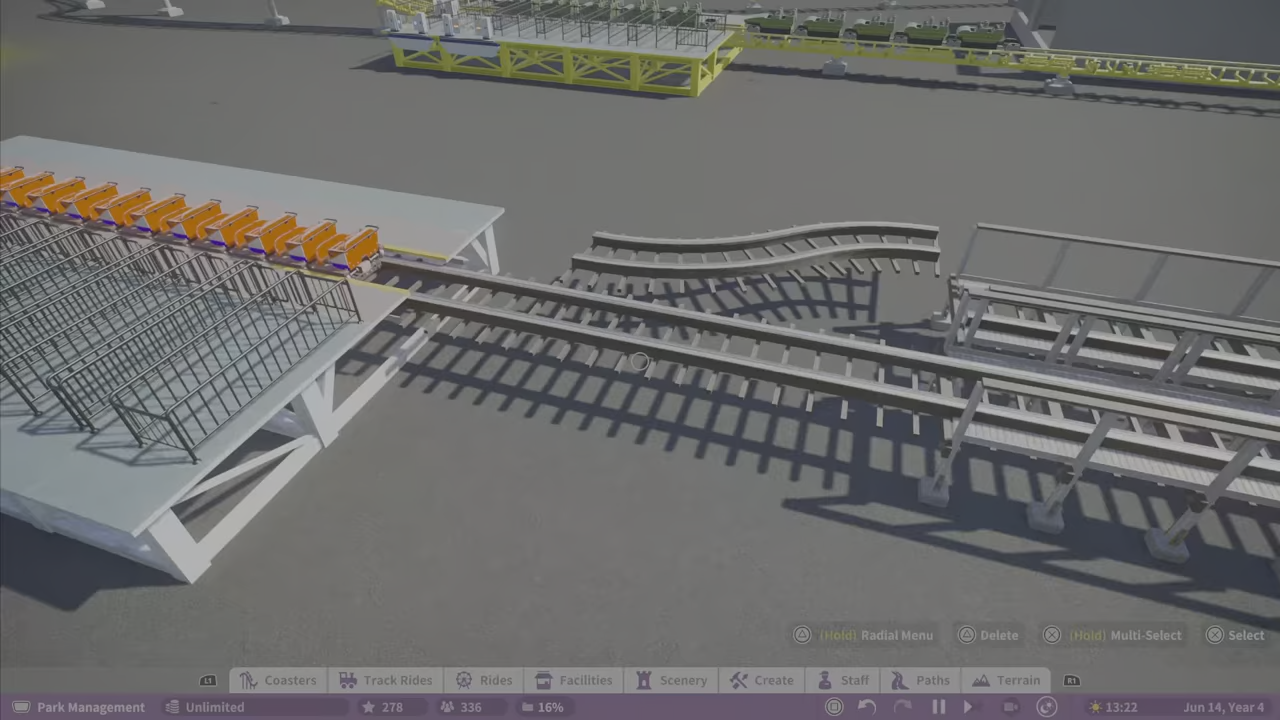 (Hold) Radial Menu Delete (Hold) Multi-Select Select
L1 Coasters Track Rides Rides Facilities Scenery Create Staff Paths Terrain R1
Park Management Unlimited 278 336 16% 13:22 Jun 14, Year 4